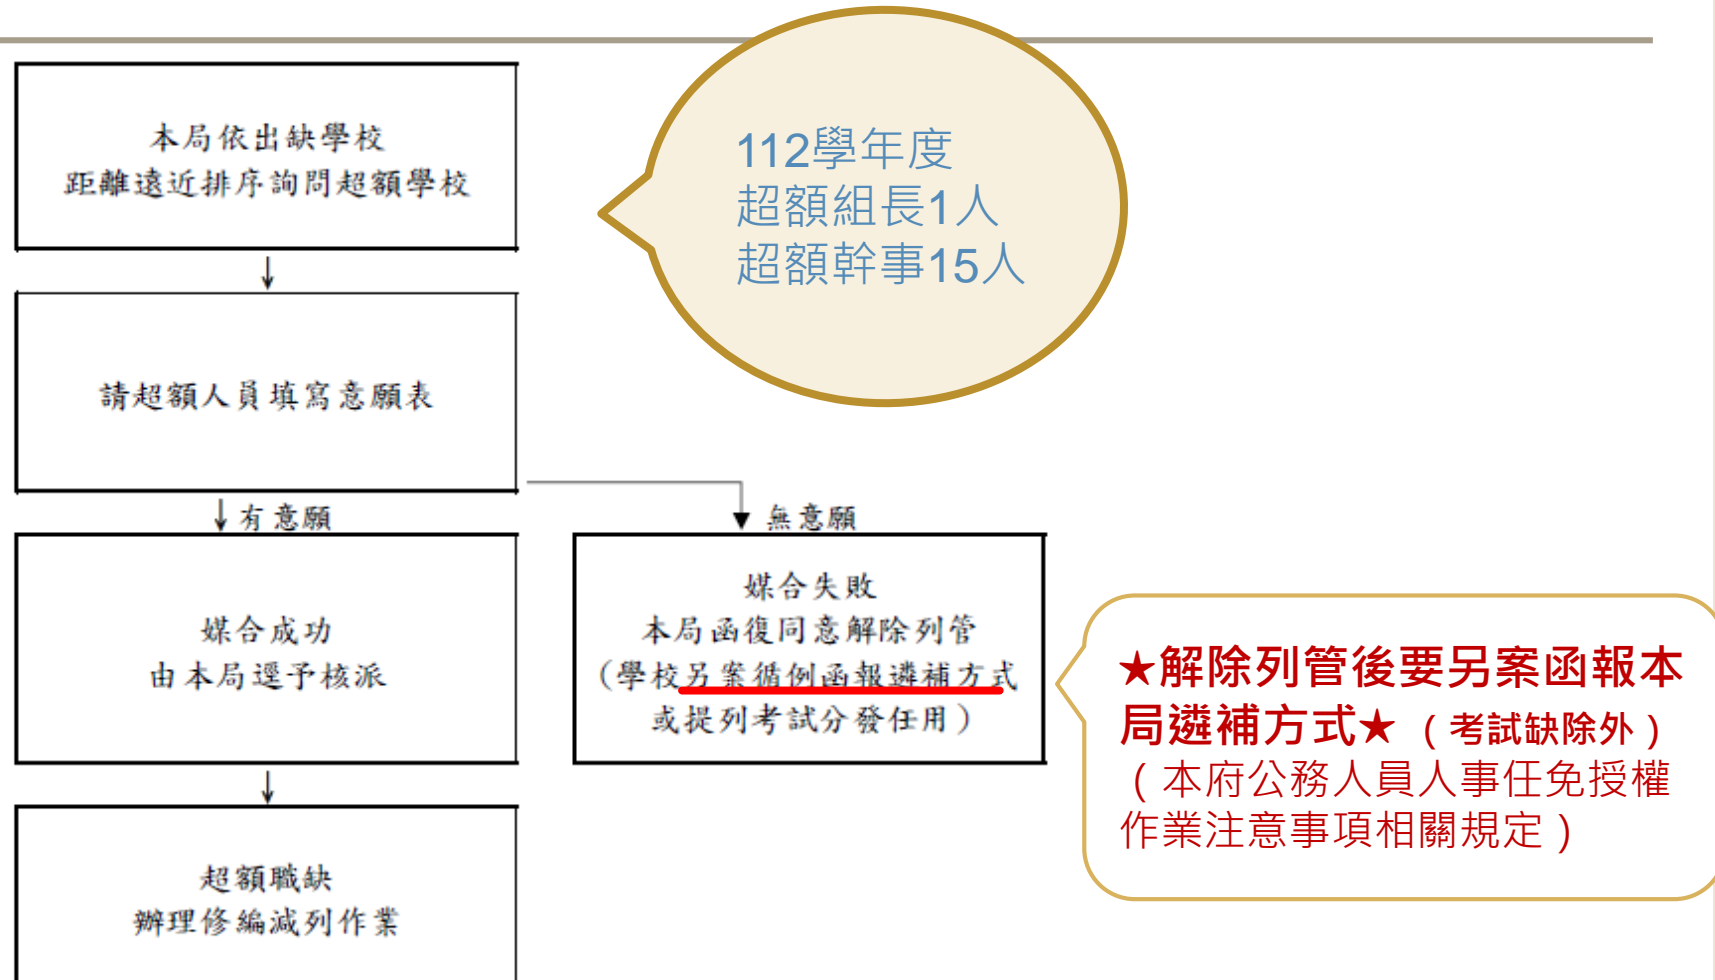 本局依出缺學校
距離遠近排序詢問超額學校
112學年度
超額組長1人
超額幹事15人
請超額人員填寫意願表
有意願
無意願
媒合成功
由本局逕予核派
媒合失敗
本局函復同意解除列管
(學校另案循例函報遴補方式
或提列考試分發任用)
★解除列管後要另案函報本
局遴補方式★（考試缺除外）
（本府公務人員人事任免授權
作業注意事項相關規定）
超額職缺
辦理修編減列作業